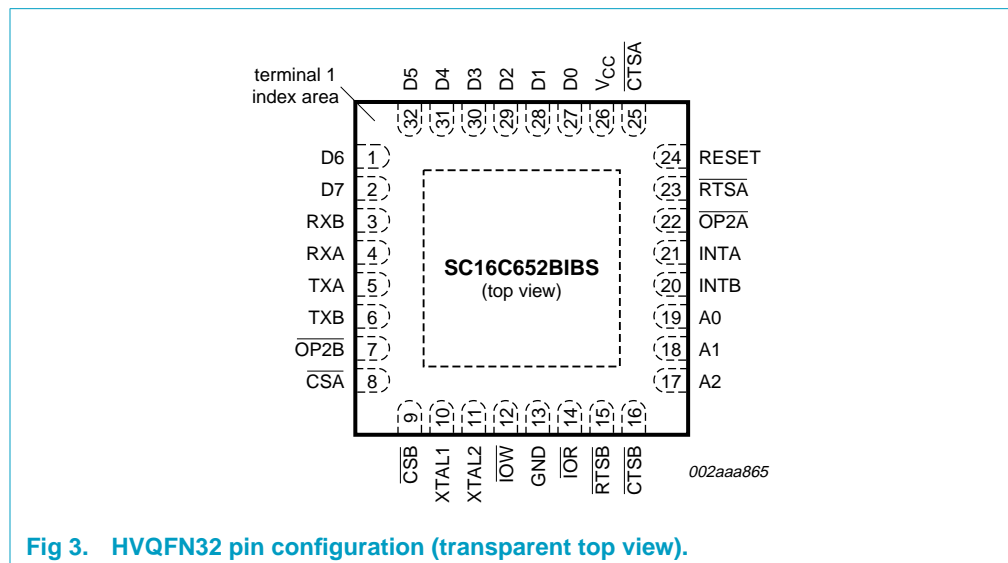 terminal 1
index area
D5
D4
D3
D2
D1
D0
VCC
CTSA
32
31
30
29
28
27
26
25
D6 1
D7 2
RXB 3
RXA 4
TXA 5
TXB 6
OP2B 7
CSA 8
SC16C652BIBS
(top view)
24 RESET
23 RTSA
22 OP2A
21 INTA
20 INTB
19 A0
18 A1
17 A2
9
10
11
12
13
14
15
16
CSB
XTAL1
XTAL2
IOW
GND
IOR
RTSB
CTSB
002aaa865
Fig 3. HVQFN32 pin configuration (transparent top view).